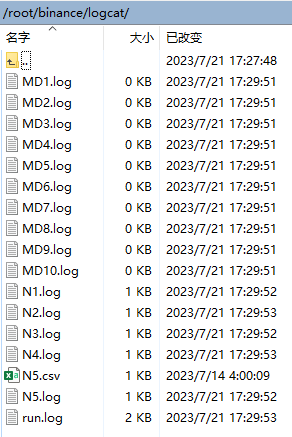 /root/binance/logcat/
名字 大小 已改变
.. 2023/7/21 17:27:48
MD1.log 0 KB 2023/7/21 17:29:51
MD2.log 0 KB 2023/7/21 17:29:51
MD3.log 0 KB 2023/7/21 17:29:51
MD4.log 0 KB 2023/7/21 17:29:51
MD5.log 0 KB 2023/7/21 17:29:51
MD6.log 0 KB 2023/7/21 17:29:51
MD7.log 0 KB 2023/7/21 17:29:51
MD8.log 0 KB 2023/7/21 17:29:51
MD9.log 0 KB 2023/7/21 17:29:51
MD10.log 0 KB 2023/7/21 17:29:51
N1.log 1 KB 2023/7/21 17:29:52
N2.log 1 KB 2023/7/21 17:29:53
N3.log 1 KB 2023/7/21 17:29:52
N4.log 1 KB 2023/7/21 17:29:53
N5.csv 1 KB 2023/7/14 4:00:09
N5.log 1 KB 2023/7/21 17:29:52
run.log 2 KB 2023/7/21 17:29:53